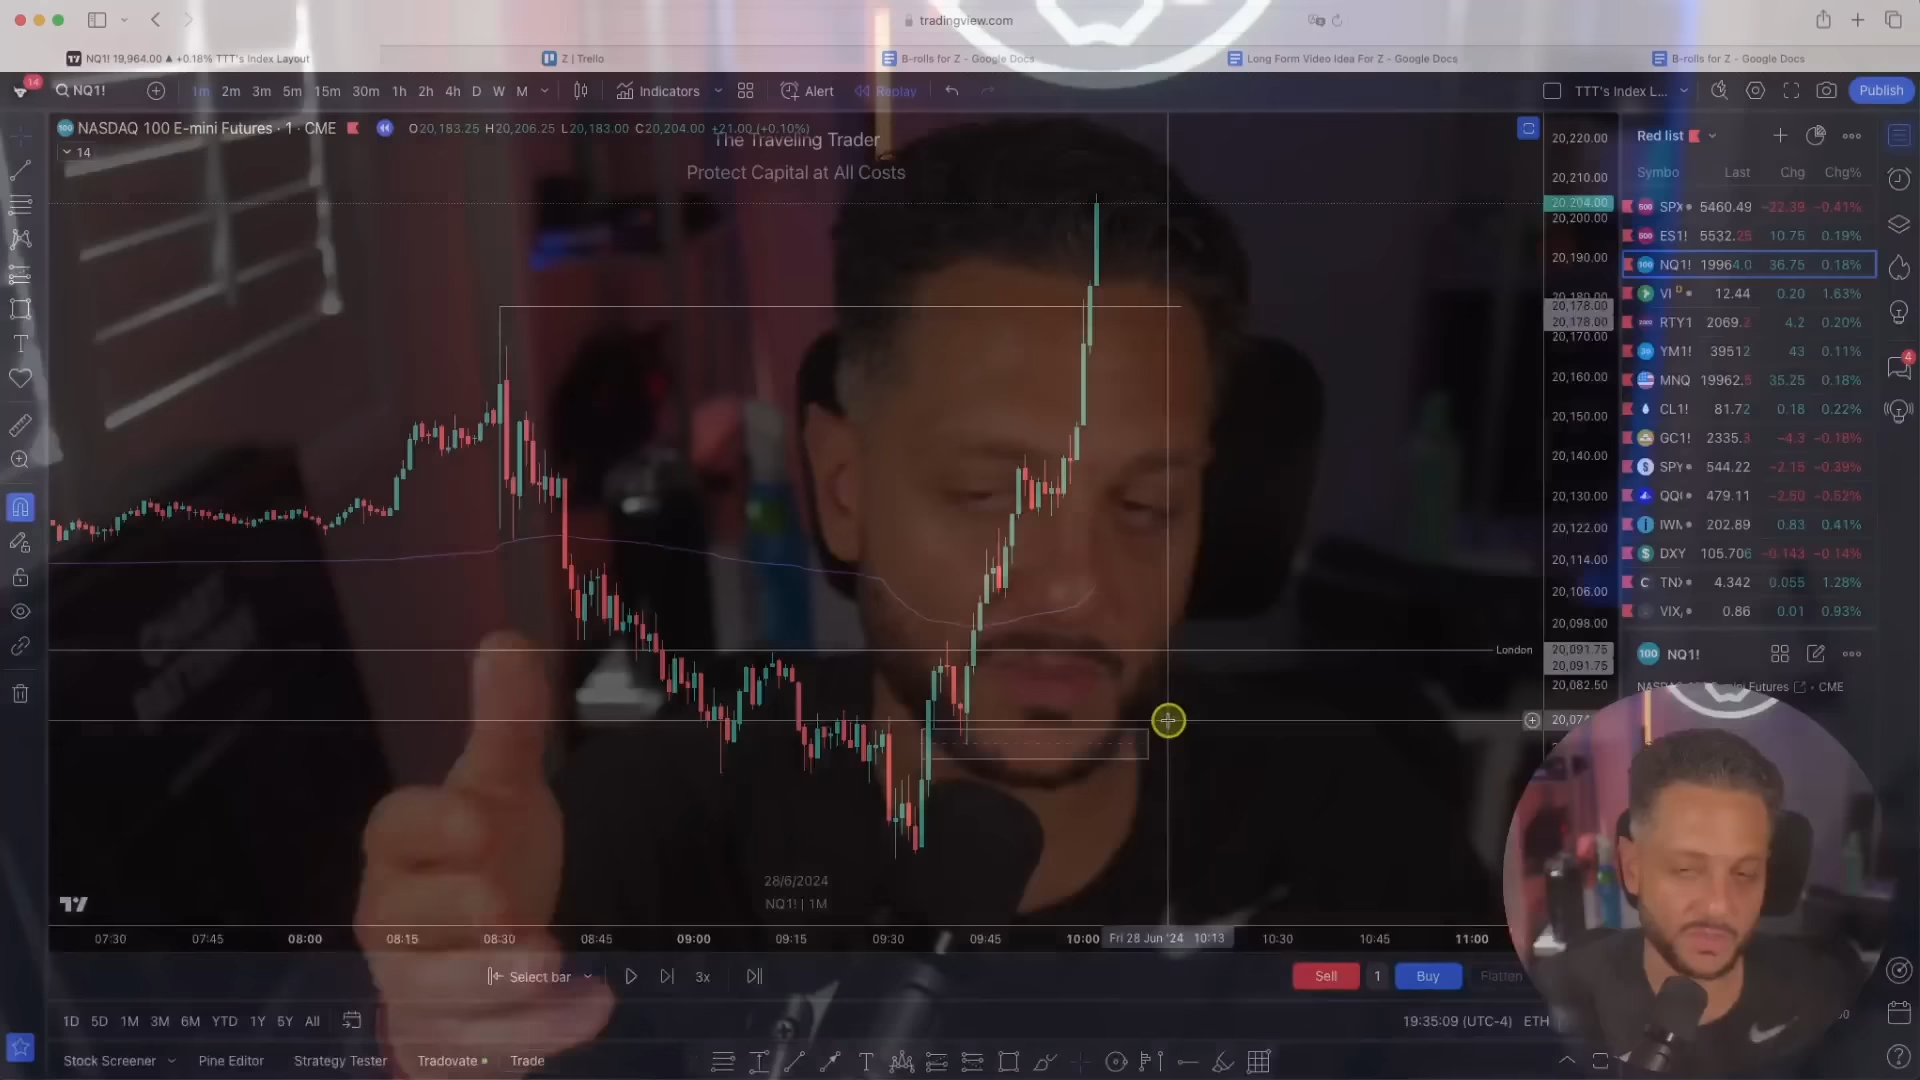 tradingview.com
NQ1! 19,964.00 ▲ +0.18% TTT's Index Layout
Z | Trello
B-rolls for Z - Google Docs
Long Form Video Idea For Z - Google Docs
B-rolls for Z - Google Docs
14
NQ1!
1m 2m 3m 5m 15m 30m 1h 2h 4h D W M
Indicators
Alert
Replay
TTT's Index L...
Publish
NASDAQ 100 E-mini Futures · 1 · CME
O20,183.25 H20,206.25 L20,183.00 C20,204.00 +21.00 (+0.10%)
14
The Traveling Trader
Protect Capital at All Costs
20,220.00
20,210.00
20,204.00
20,200.00
20,190.00
20,180.00
20,178.00
20,178.00
20,170.00
20,160.00
20,150.00
20,140.00
20,130.00
20,122.00
20,114.00
20,106.00
20,098.00
London
20,091.75
20,091.75
20,082.50
Red list
Symbo Last Chg Chg%
SPX 5460.49 −22.39 −0.41%
ES1! 5532.25 10.75 0.19%
NQ1! 19964.0 36.75 0.18%
VI D 12.44 0.20 1.63%
RTY1 2069.2 4.2 0.20%
YM1! 39512 43 0.11%
MNQ 19962.5 35.25 0.18%
CL1! 81.72 0.18 0.22%
GC1! 2335.3 −4.3 −0.18%
SPY 544.22 −2.15 −0.39%
QQ 479.11 −2.50 −0.52%
IWM 202.89 0.83 0.41%
DXY 105.706 −0.143 −0.14%
TNX 4.342 0.055 1.28%
VIX 0.86 0.01 0.93%
4
NQ1!
Futures · CME
28/6/2024
NQ1! | 1M
07:30 07:45 08:00 08:15 08:30 08:45 09:00 09:15 09:30 09:45 10:00 Fri 28 Jun '24 10:13 10:30 10:45 11:00
Select bar
3x
Sell 1 Buy Flatten
1D 5D 1M 3M 6M YTD 1Y 5Y All
19:35:09 (UTC-4) ETH
Stock Screener
Pine Editor
Strategy Tester
Tradovate
Trade